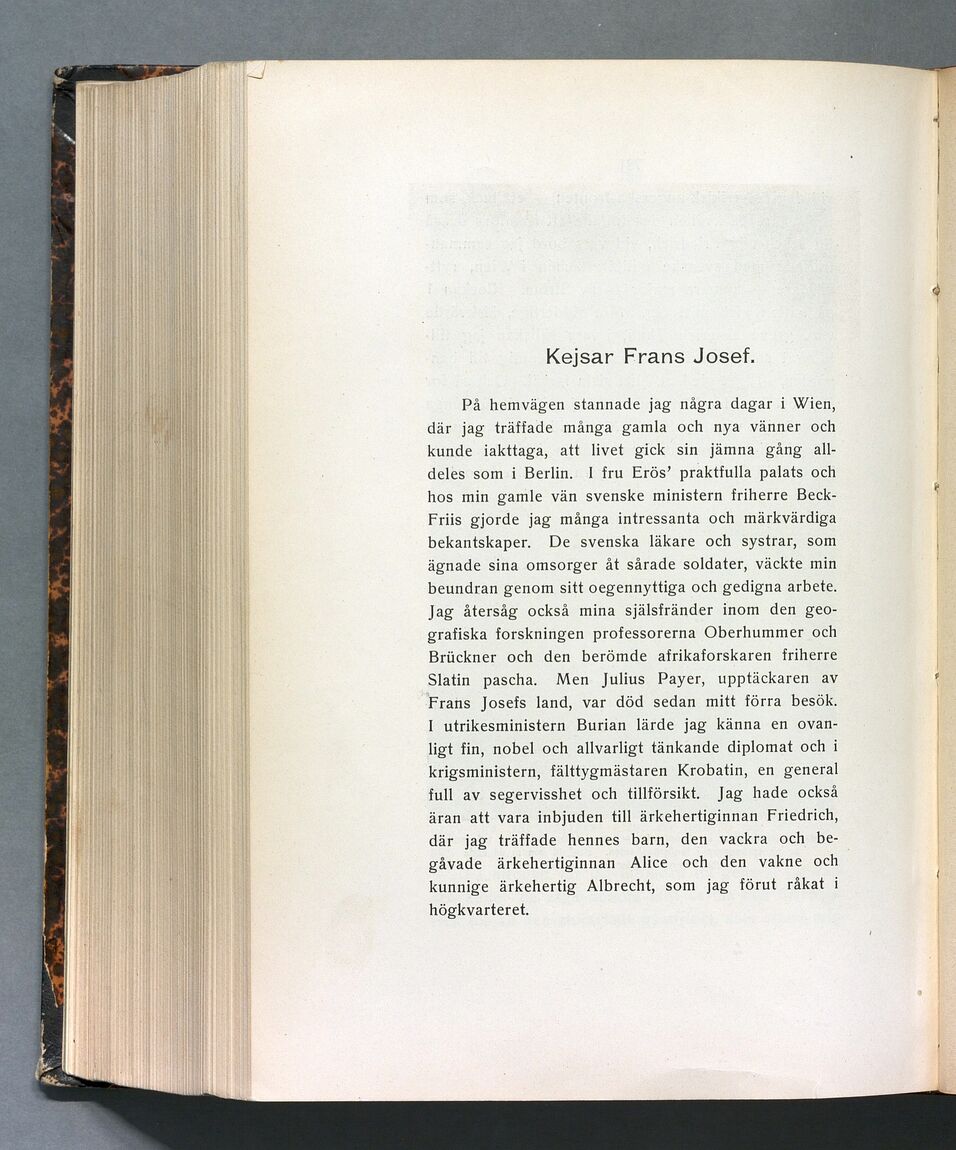 Kejsar Frans Josef.
På hemvägen stannade jag några dagar i Wien,
där jag träffade många gamla och nya vänner och
kunde iakttaga, att livet gick sin jämna gång all-
deles som i Berlin. I fru Erös’ praktfulla palats och
hos min gamle vän svenske ministern friherre Beck-
Friis gjorde jag många intressanta och märkvärdiga
bekantskaper. De svenska läkare och systrar, som
ägnade sina omsorger åt sårade soldater, väckte min
beundran genom sitt oegennyttiga och gedigna arbete.
Jag återsåg också mina själsfränder inom den geo-
grafiska forskningen professorerna Oberhummer och
Brückner och den berömde afrikaforskaren friherre
Slatin pascha. Men Julius Payer, upptäckaren av
Frans Josefs land, var död sedan mitt förra besök.
I utrikesministern Burian lärde jag känna en ovan-
ligt fin, nobel och allvarligt tänkande diplomat och i
krigsministern, fälttygmästaren Krobatin, en general
full av segervisshet och tillförsikt. Jag hade också
äran att vara inbjuden till ärkehertiginnan Friedrich,
där jag träffade hennes barn, den vackra och be-
gåvade ärkehertiginnan Alice och den vakne och
kunnige ärkehertig Albrecht, som jag förut råkat i
högkvarteret.